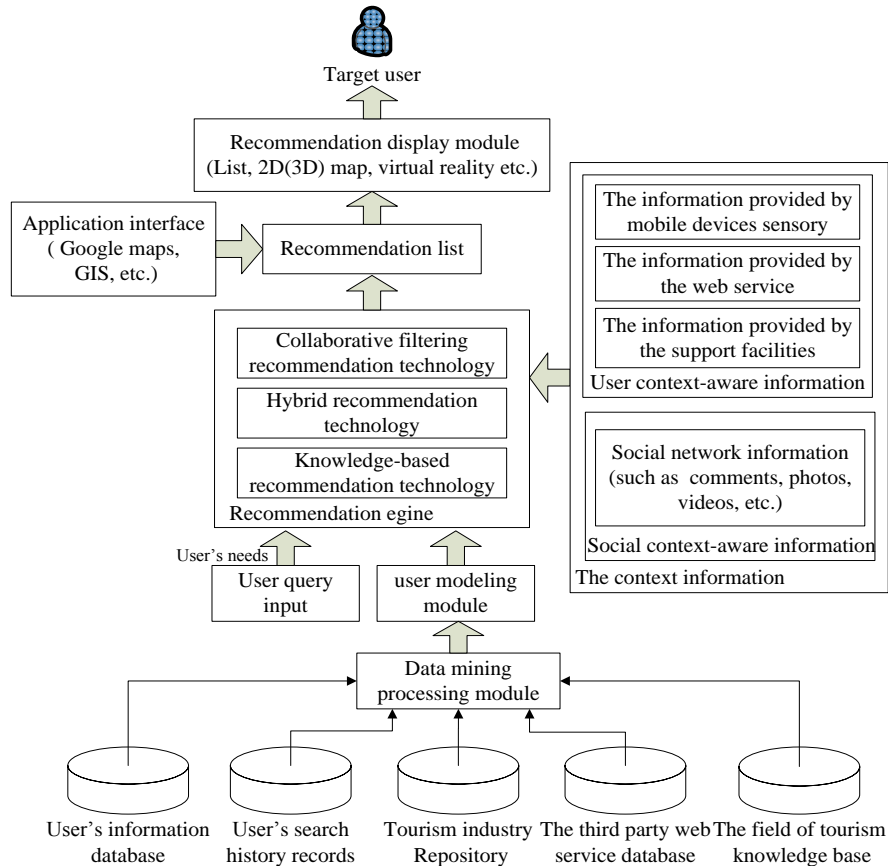 Target user
Recommendation display module
(List, 2D(3D) map, virtual reality etc.)
Application interface
( Google maps,
GIS, etc.)
Recommendation list
The information provided by
mobile devices sensory
The information provided by
the web service
The information provided by
the support facilities
User context-aware information
Collaborative filtering
recommendation technology
Hybrid recommendation
technology
Knowledge-based
recommendation technology
Recommendation egine
Social network information
(such as comments, photos,
videos, etc.)
Social context-aware information
The context information
User's needs
User query
input
user modeling
module
Data mining
processing module
User's information
database
User's search
history records
Tourism industry
Repository
The third party web
service database
The field of tourism
knowledge base